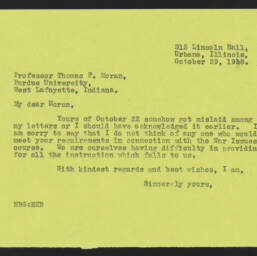 315 Lincoln Hall,
Urbana, Illinois,
October 29, 1918.
Professor Thomas F. Moran,
Purdue University,
West Lafayette, Indiana.
My dear Moran,
Yours of October 22 somehow got mislaid among
my letters or I should have acknowledged it earlier. I
am sorry to say that I do not think of any one who would
meet your requirements in connection with the War Issues
course. We are ourselves having difficulty in providing
for all the instruction which falls to us.
With kindest regards and best wishes, I am,
Sincerely yours,